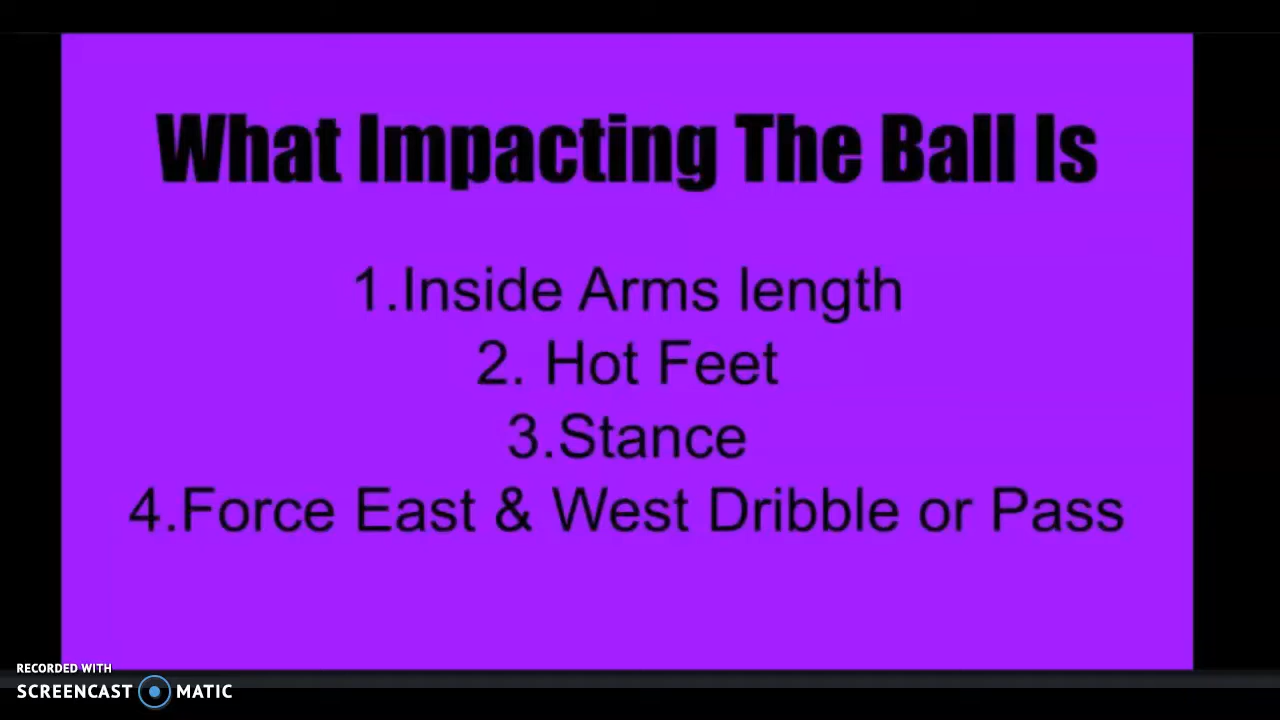 What Impacting The Ball Is
1.Inside Arms length
2. Hot Feet
3.Stance
4.Force East & West Dribble or Pass
RECORDED WITH
SCREENCAST MATIC